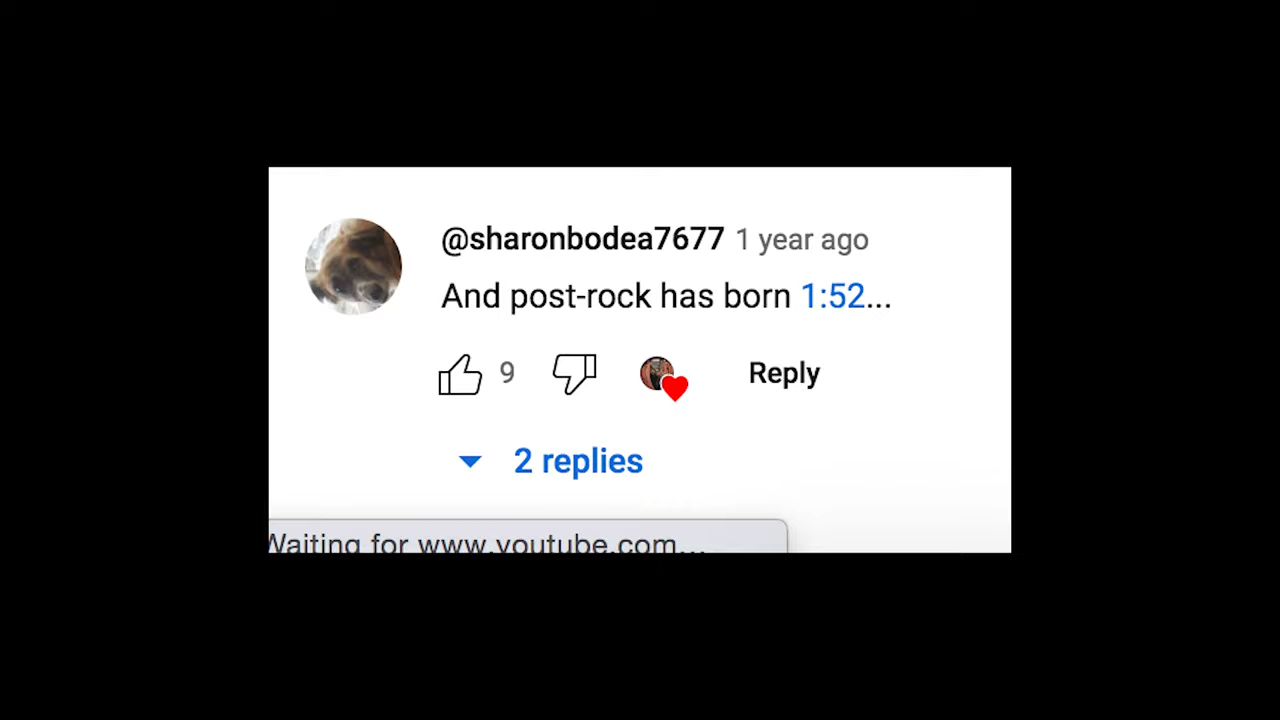 @sharonbodea7677 1 year ago
And post-rock has born 1:52...
9 Reply
2 replies
Waiting for www.youtube.com...